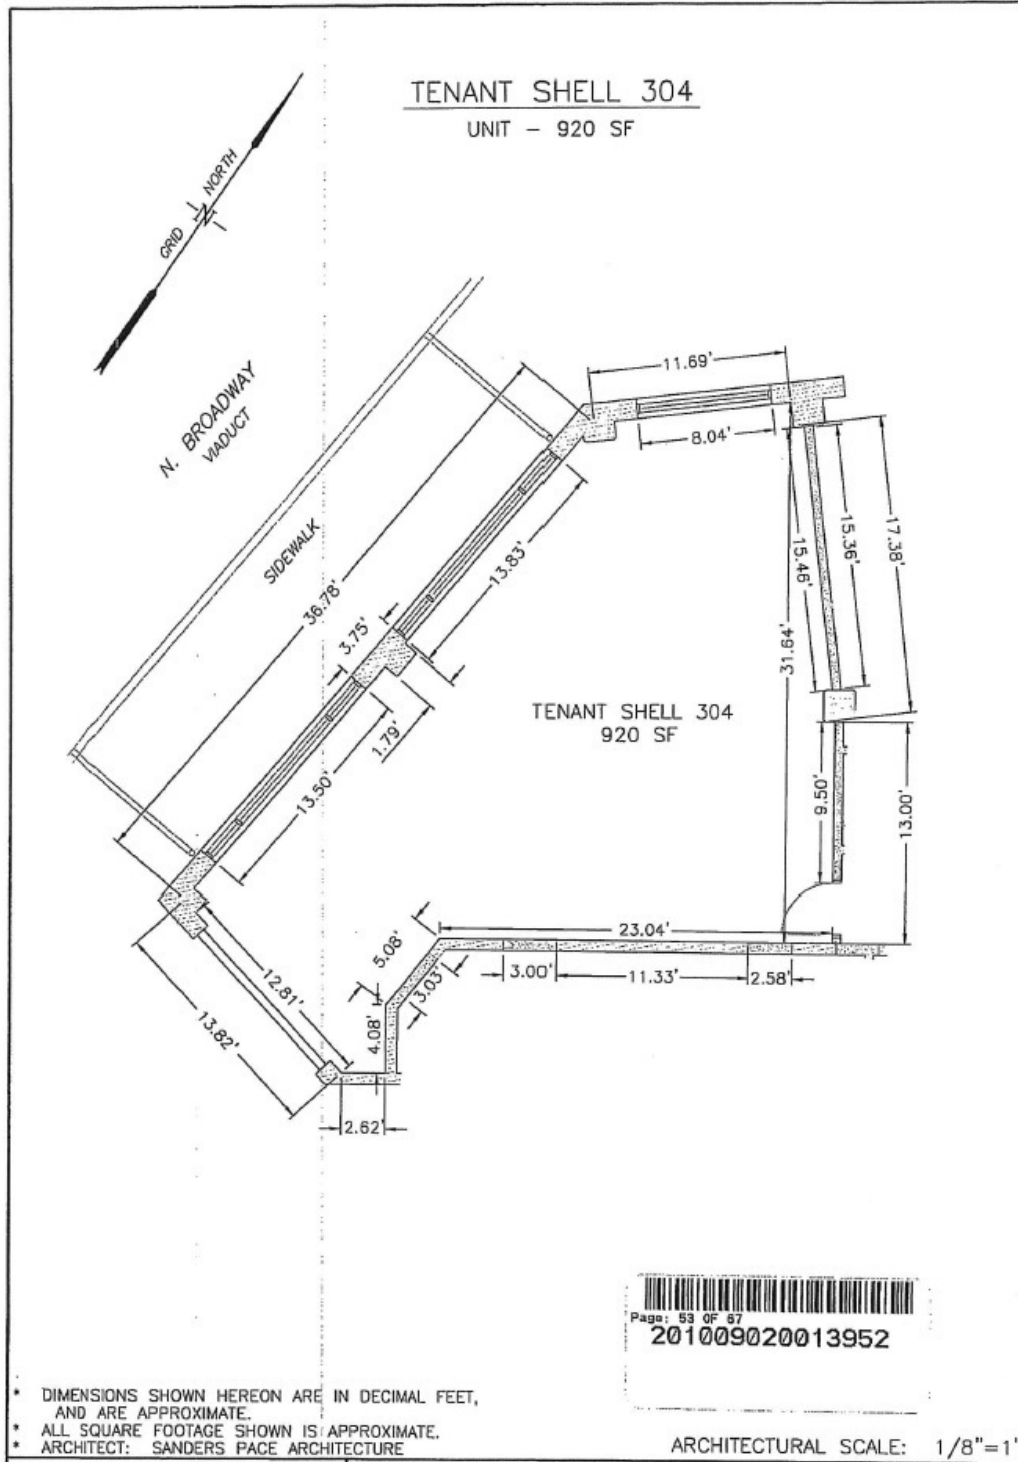 TENANT SHELL 304
UNIT - 920 SF
GRID N NORTH
N. BROADWAY
VIADUCT
SIDEWALK
11.69'
8.04'
36.78'
13.83'
15.46'
15.36'
17.38'
3.75'
31.64'
TENANT SHELL 304
920 SF
1.79'
13.50'
9.50'
13.00'
23.04'
5.08'
3.03'
3.00'
11.33'
2.58'
12.81'
13.82'
4.08'
2.62'
Page: 53 OF 67
201009020013952
* DIMENSIONS SHOWN HEREON ARE IN DECIMAL FEET,
AND ARE APPROXIMATE.
* ALL SQUARE FOOTAGE SHOWN IS APPROXIMATE.
* ARCHITECT: SANDERS PACE ARCHITECTURE
ARCHITECTURAL SCALE: 1/8"=1'